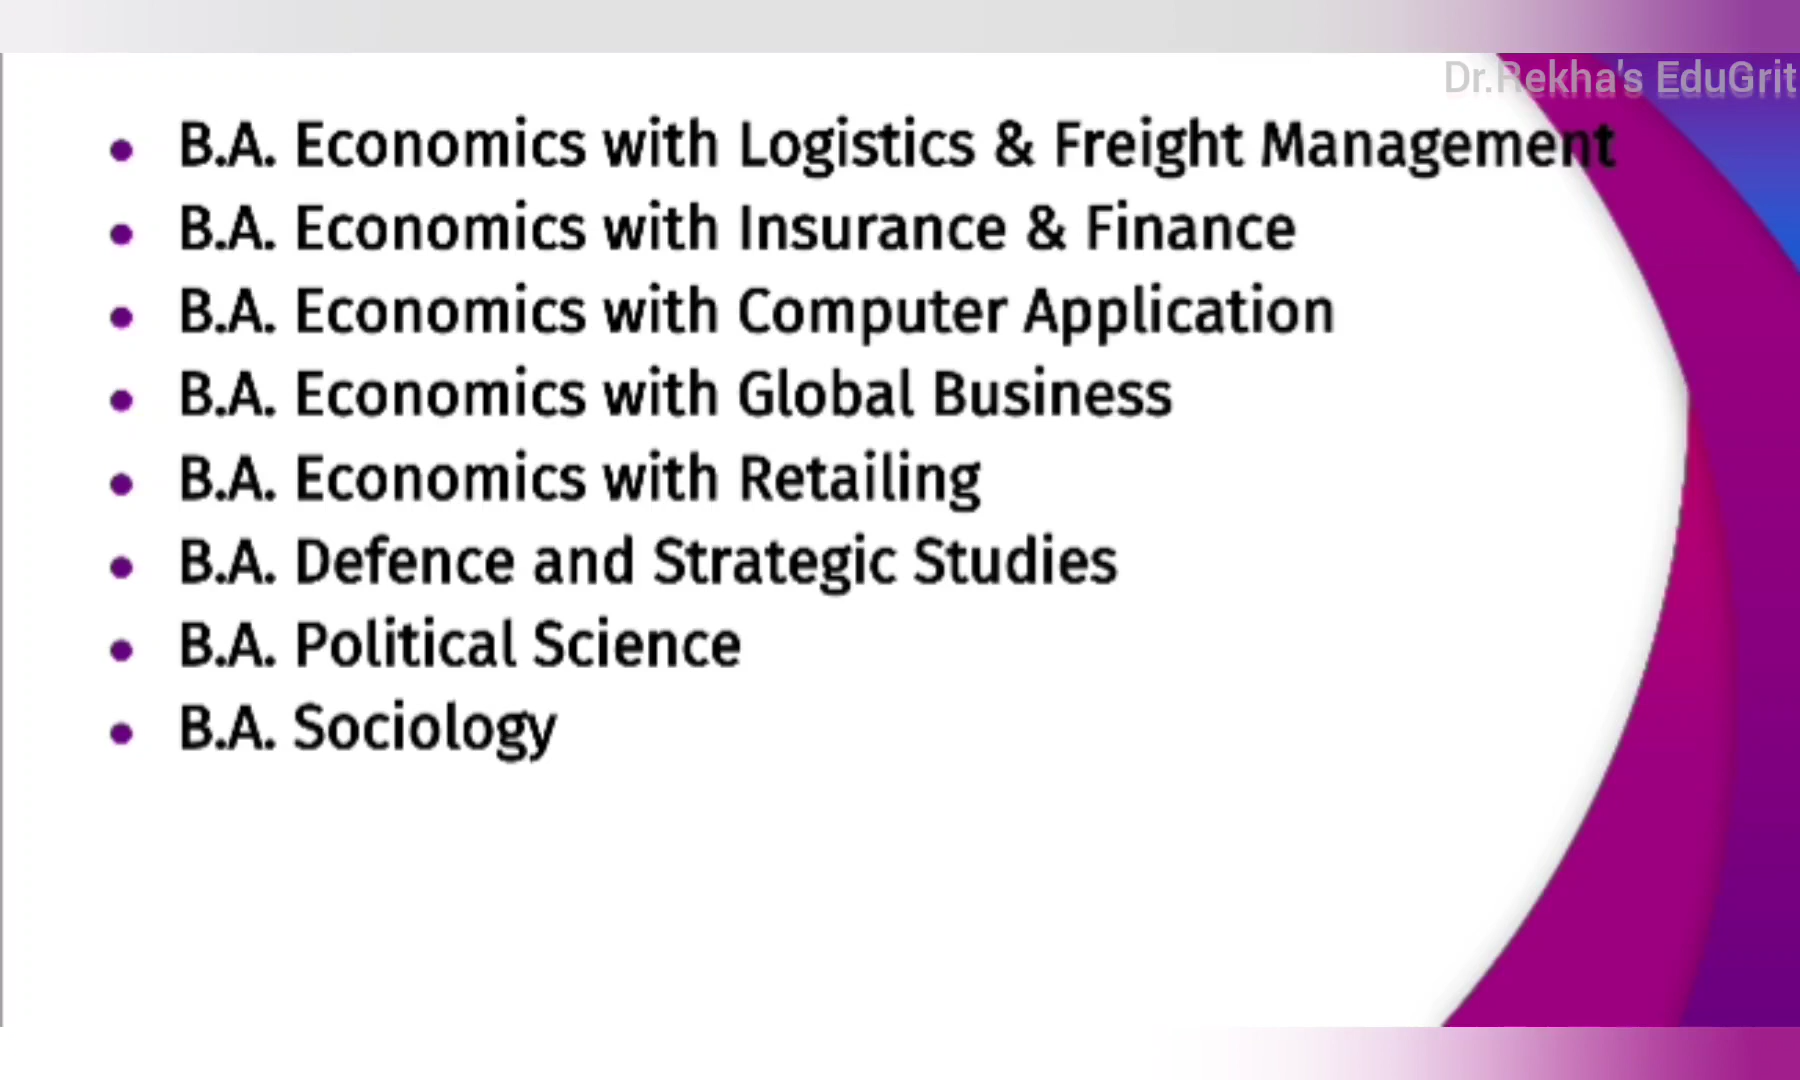 Dr.Rekha's EduGrit
• B.A. Economics with Logistics & Freight Management
• B.A. Economics with Insurance & Finance
• B.A. Economics with Computer Application
• B.A. Economics with Global Business
• B.A. Economics with Retailing
• B.A. Defence and Strategic Studies
• B.A. Political Science
• B.A. Sociology